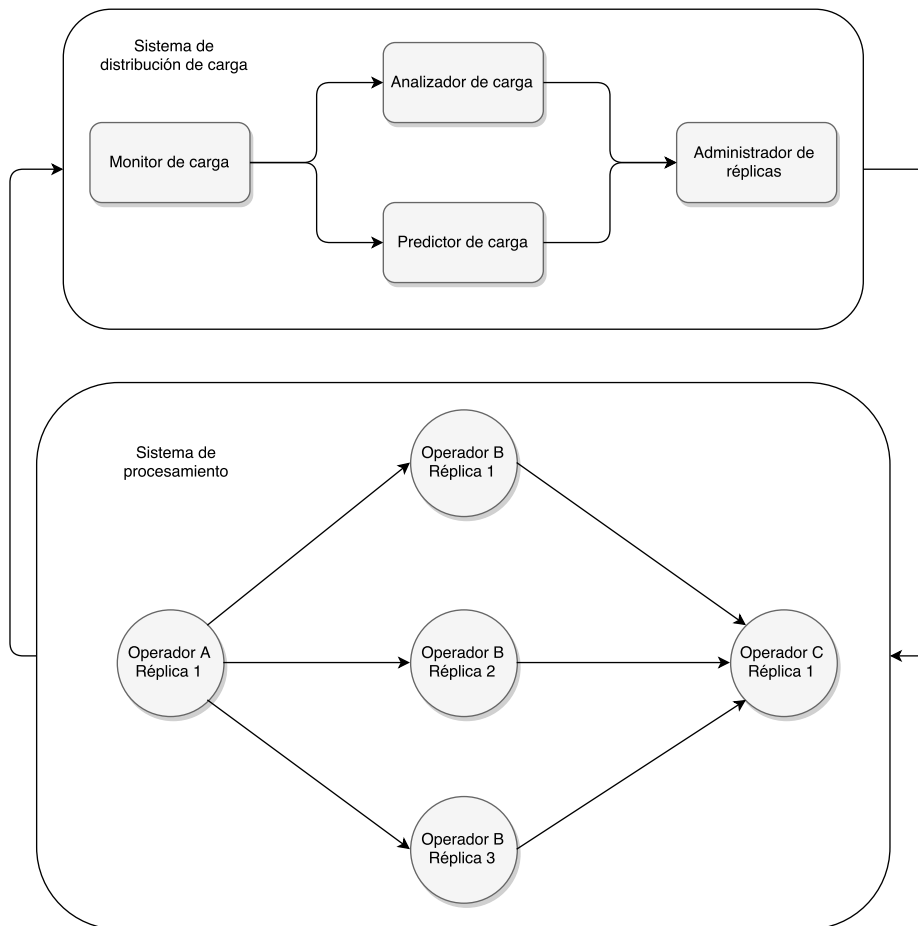 Sistema de
distribución de carga
Analizador de carga
Monitor de carga
Administrador de
réplicas
Predictor de carga
Sistema de
procesamiento
Operador B
Réplica 1
Operador A
Réplica 1
Operador B
Réplica 2
Operador C
Réplica 1
Operador B
Réplica 3